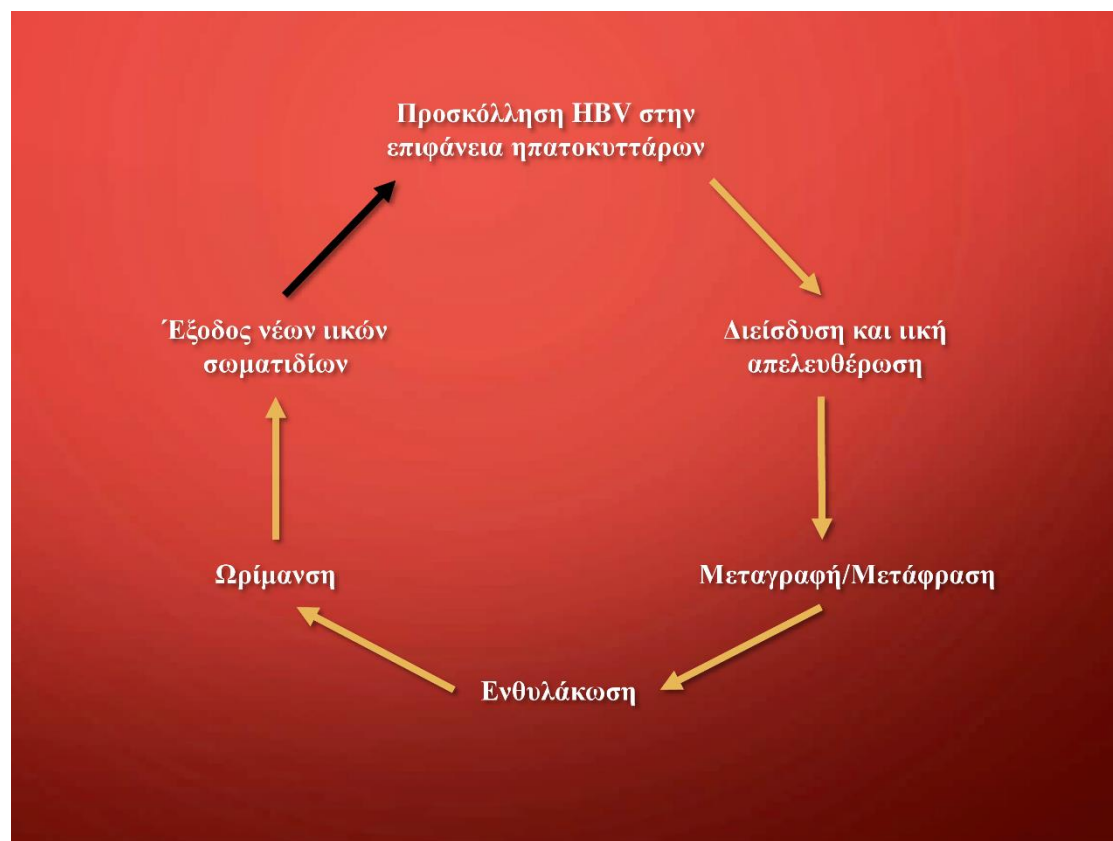 Προσκόλληση HBV στην
επιφάνεια ηπατοκυττάρων
Διείσδυση και ιική
απελευθέρωση
Μεταγραφή/Μετάφραση
Ενθυλάκωση
Ωρίμανση
Έξοδος νέων ιικών
σωματιδίων